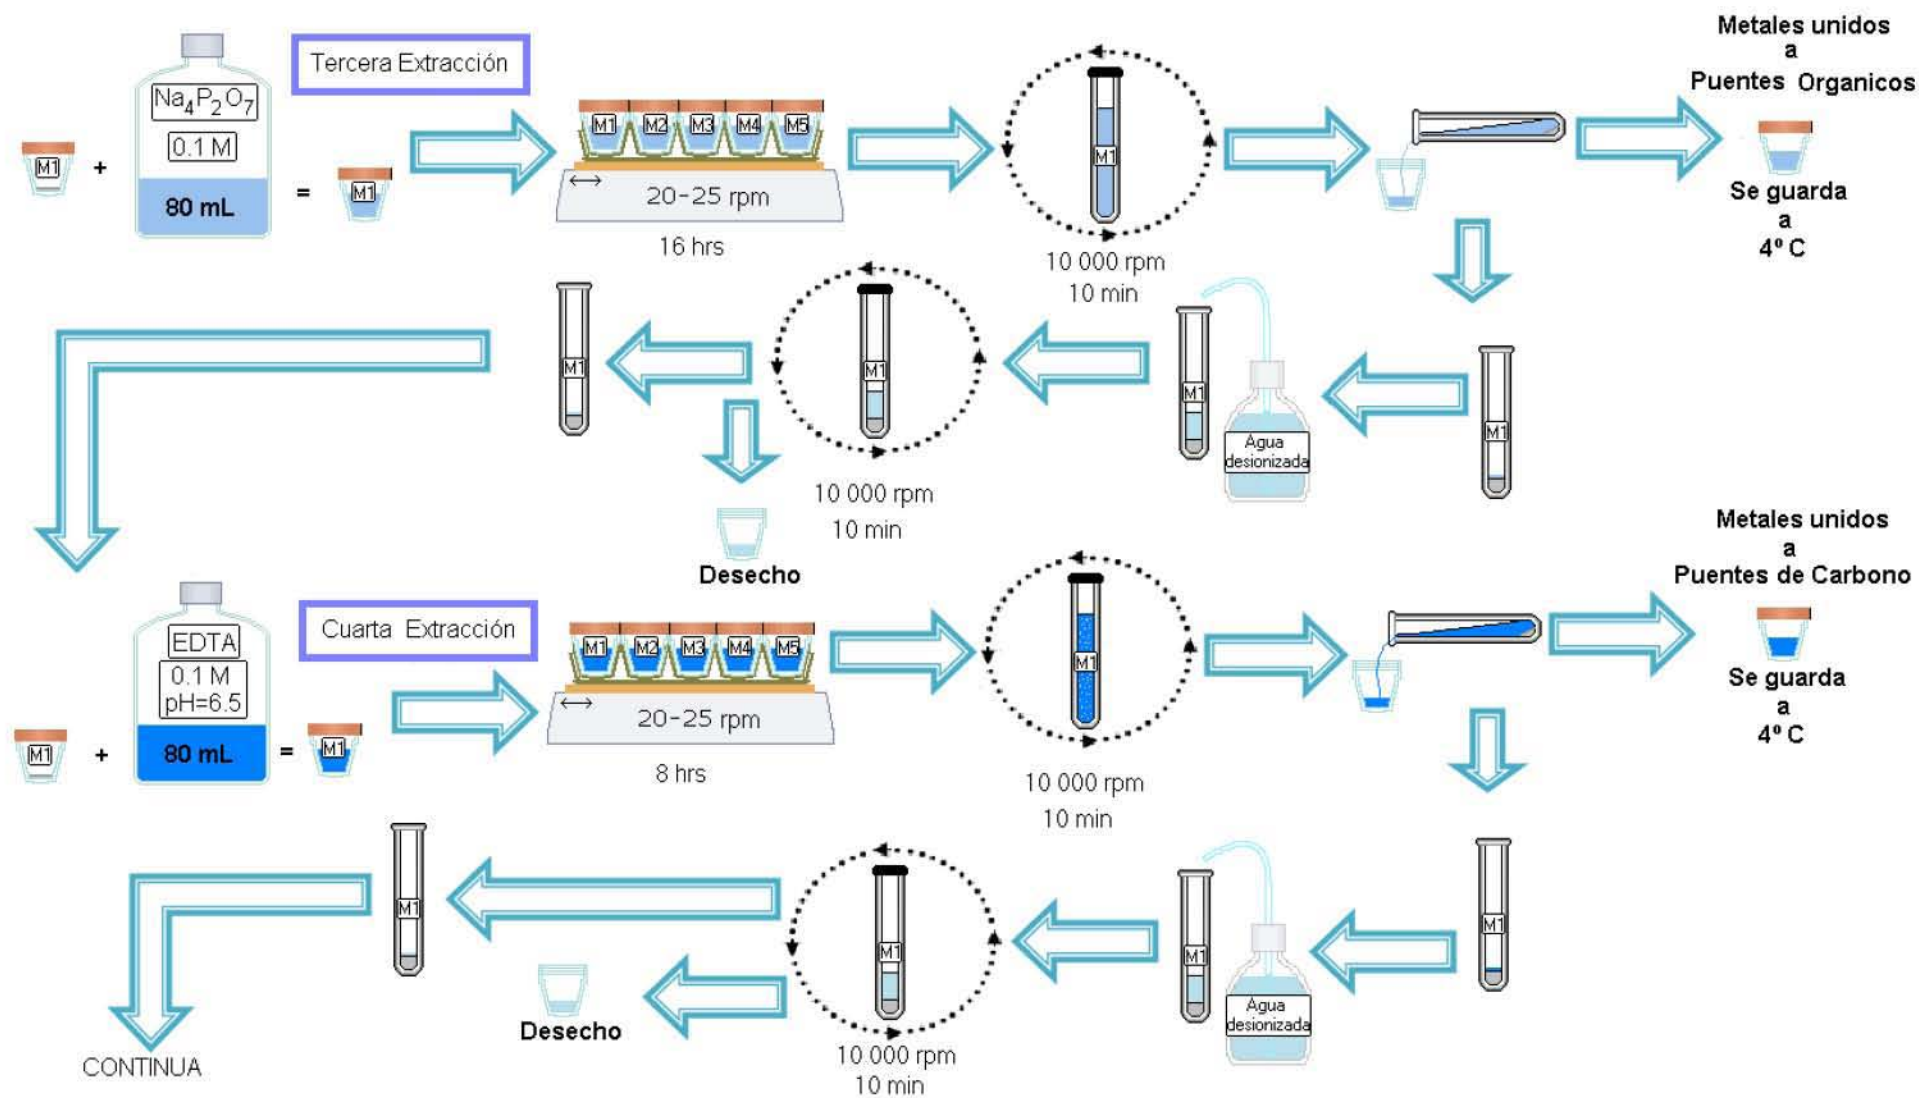 Tercera Extracción
Na4P2O7
0.1 M
80 mL
M1
+
=
M1
M1 M2 M3 M4 M5
20-25 rpm
16 hrs
M1
10 000 rpm
10 min
Metales unidos
a
Puentes Organicos
Se guarda
a
4º C
M1
Agua
desionizada
M1
M1
10 000 rpm
10 min
M1
Desecho
Cuarta Extracción
EDTA
0.1 M
pH=6.5
80 mL
M1
+
=
M1
M1 M2 M3 M4 M5
20-25 rpm
8 hrs
M1
10 000 rpm
10 min
Metales unidos
a
Puentes de Carbono
Se guarda
a
4º C
M1
Agua
desionizada
M1
M1
10 000 rpm
10 min
M1
Desecho
CONTINUA